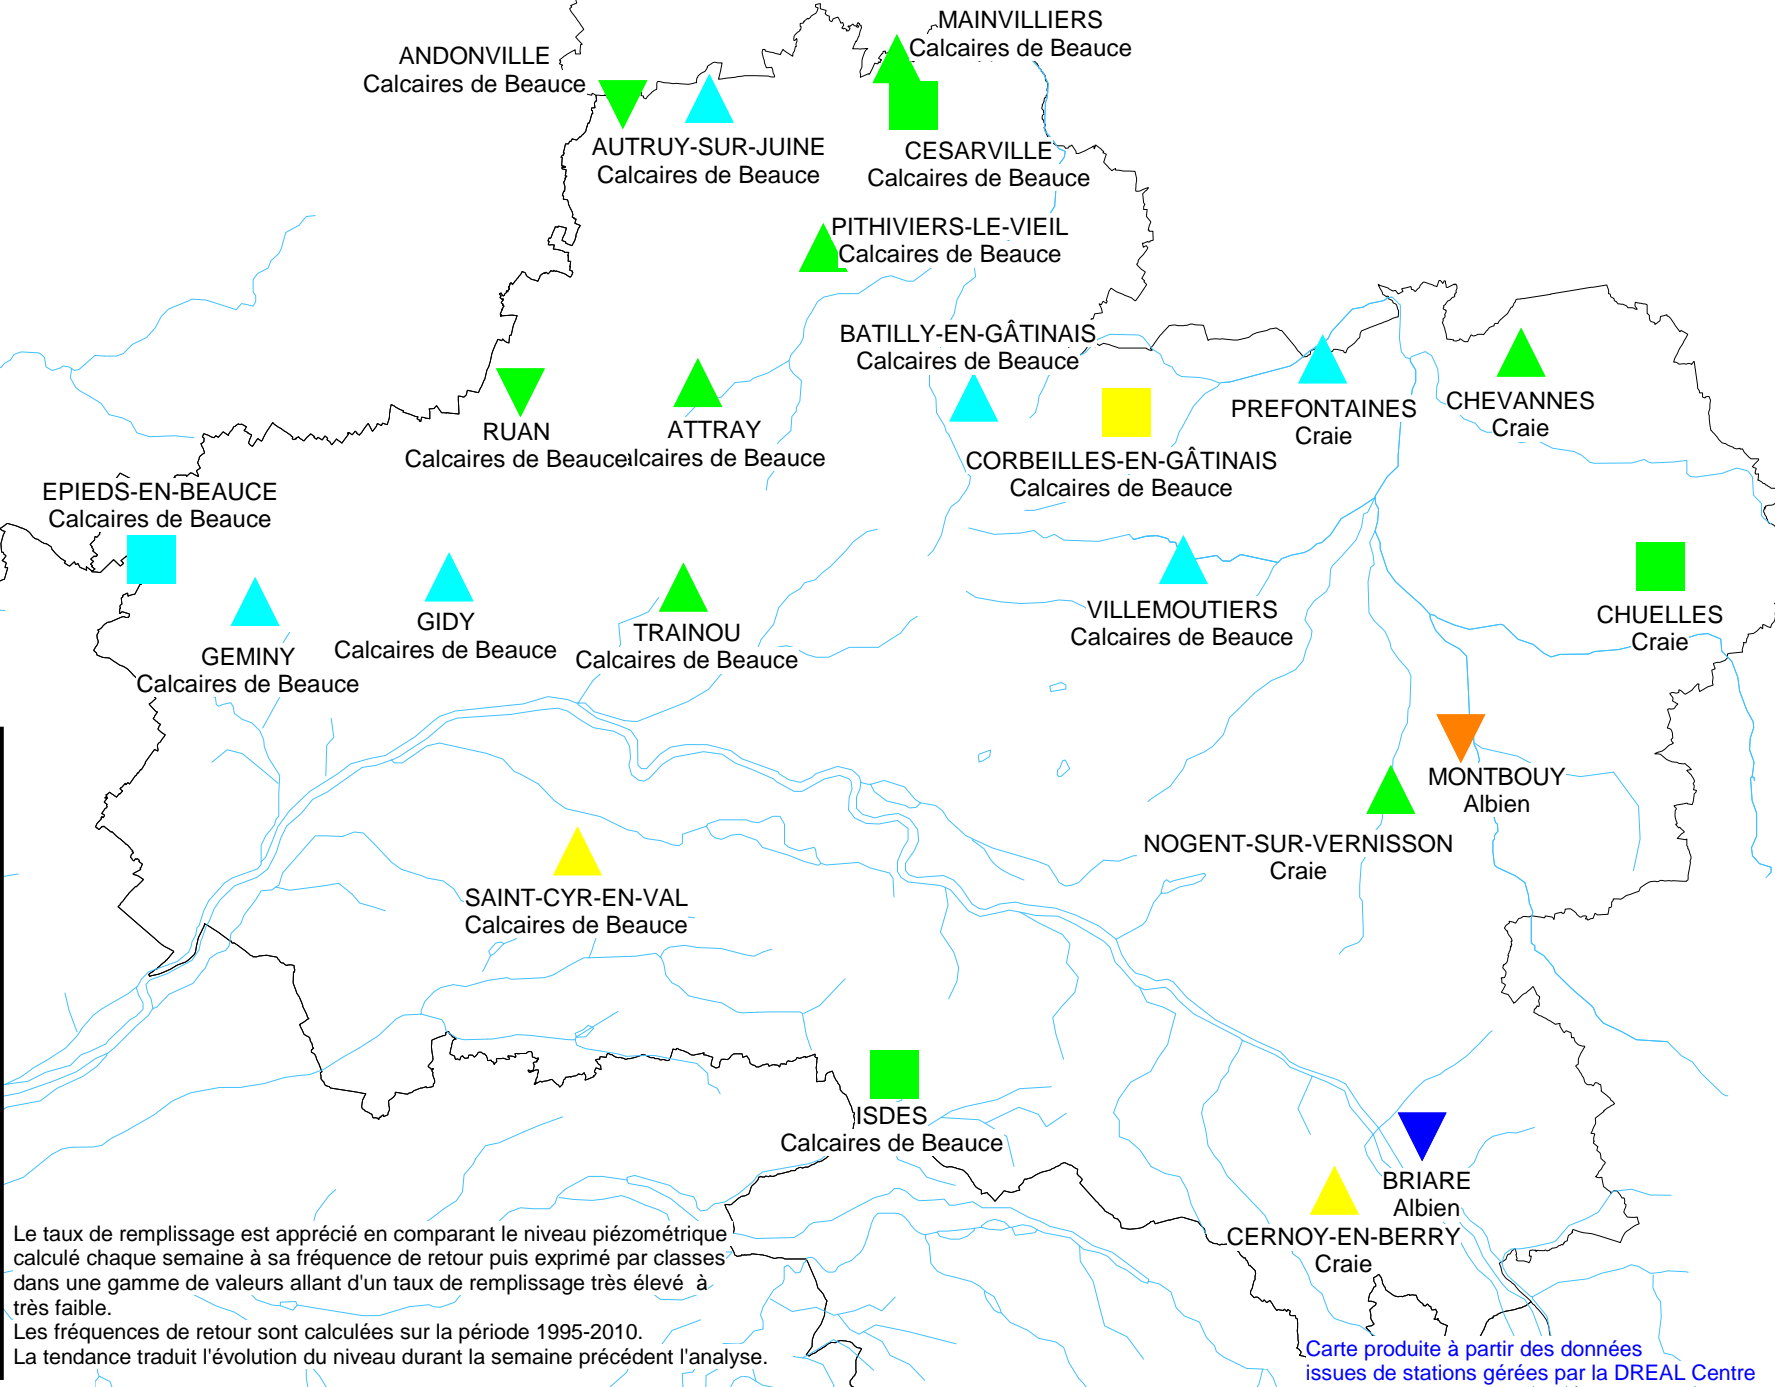 MAINVILLIERS
Calcaires de Beauce
ANDONVILLE
Calcaires de Beauce
AUTRUY-SUR-JUINE
Calcaires de Beauce
CESARVILLE
Calcaires de Beauce
PITHIVIERS-LE-VIEIL
Calcaires de Beauce
BATILLY-EN-GÂTINAIS
Calcaires de Beauce
PREFONTAINES
Craie
CHEVANNES
Craie
RUAN
Calcaires de Beauce
ATTRAY
alcaires de Beauce
CORBEILLES-EN-GÂTINAIS
Calcaires de Beauce
EPIEDS-EN-BEAUCE
Calcaires de Beauce
GEMINY
Calcaires de Beauce
GIDY
Calcaires de Beauce
TRAINOU
Calcaires de Beauce
VILLEMOUTIERS
Calcaires de Beauce
CHUELLES
Craie
MONTBOUY
Albien
NOGENT-SUR-VERNISSON
Craie
SAINT-CYR-EN-VAL
Calcaires de Beauce
ISDES
Calcaires de Beauce
BRIARE
Albien
CERNOY-EN-BERRY
Craie
Le taux de remplissage est apprécié en comparant le niveau piézométrique
calculé chaque semaine à sa fréquence de retour puis exprimé par classes
dans une gamme de valeurs allant d'un taux de remplissage très élevé à
très faible.
Les fréquences de retour sont calculées sur la période 1995-2010.
La tendance traduit l'évolution du niveau durant la semaine précédent l'analyse.
Carte produite à partir des données
issues de stations gérées par la DREAL Centre